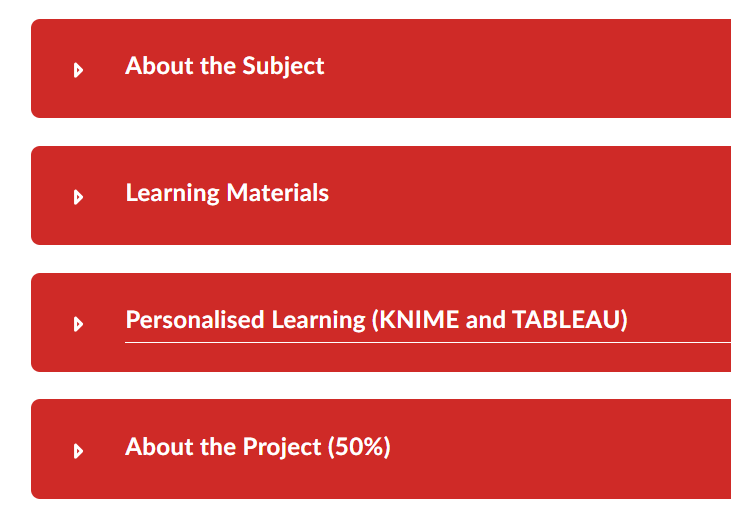 About the Subject
Learning Materials
Personalised Learning (KNIME and TABLEAU)
About the Project (50%)